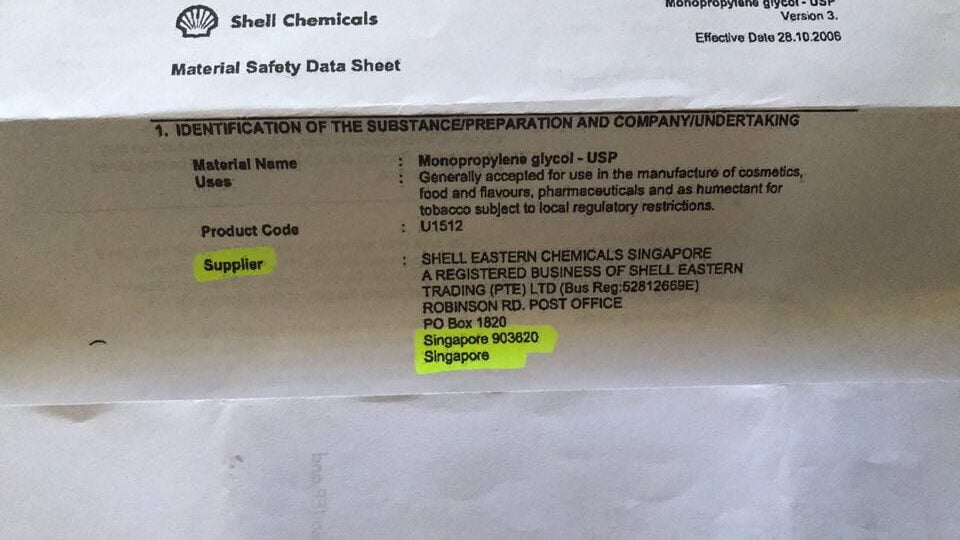 Shell Chemicals
Monopropylene glycol - USP
Version 3.
Effective Date 28.10.2006
Material Safety Data Sheet
1. IDENTIFICATION OF THE SUBSTANCE/PREPARATION AND COMPANY/UNDERTAKING
Material Name : Monopropylene glycol - USP
Uses : Generally accepted for use in the manufacture of cosmetics,
food and flavours, pharmaceuticals and as humectant for
tobacco subject to local regulatory restrictions.
Product Code : U1512
Supplier : SHELL EASTERN CHEMICALS SINGAPORE
A REGISTERED BUSINESS OF SHELL EASTERN
TRADING (PTE) LTD (Bus Reg:52812669E)
ROBINSON RD. POST OFFICE
PO Box 1820
Singapore 903620
Singapore